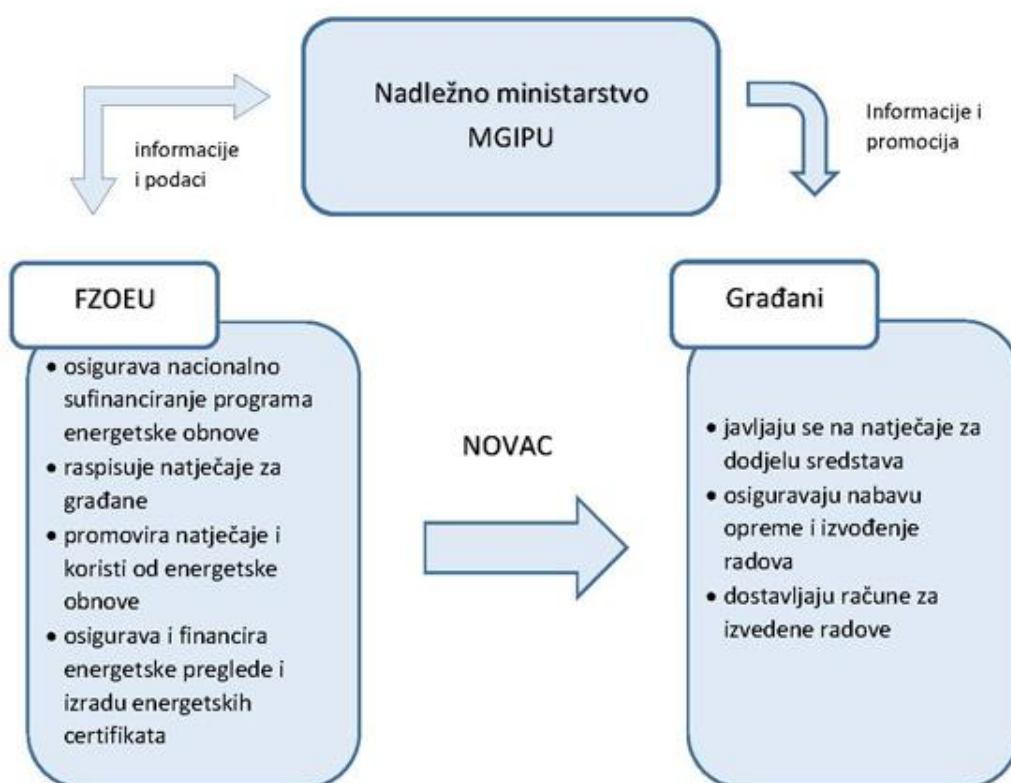 Nadležno ministarstvo
MGIPU
informacije
i podaci
Informacije i
promocija
FZOEU
• osigurava nacionalno
sufinanciranje programa
energetske obnove
• raspisuje natječaje za
građane
• promovira natječaje i
koristi od energetske
obnove
• osigurava i financira
energetske preglede i
izradu energetskih
certifikata
NOVAC
Građani
• javljaju se na natječaje za
dodjelu sredstava
• osiguravaju nabavu
opreme i izvođenje
radova
• dostavljaju račune za
izvedene radove